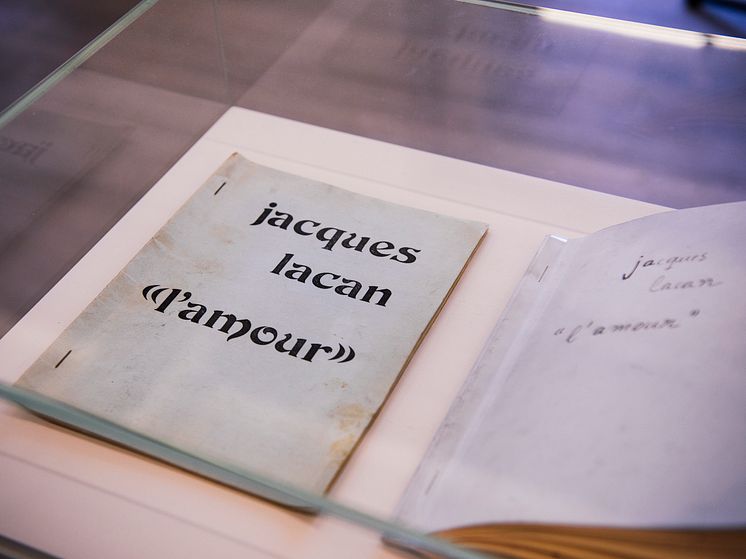 jacques
lacan
((l'amour))
jacques
lacan
"l'amour"